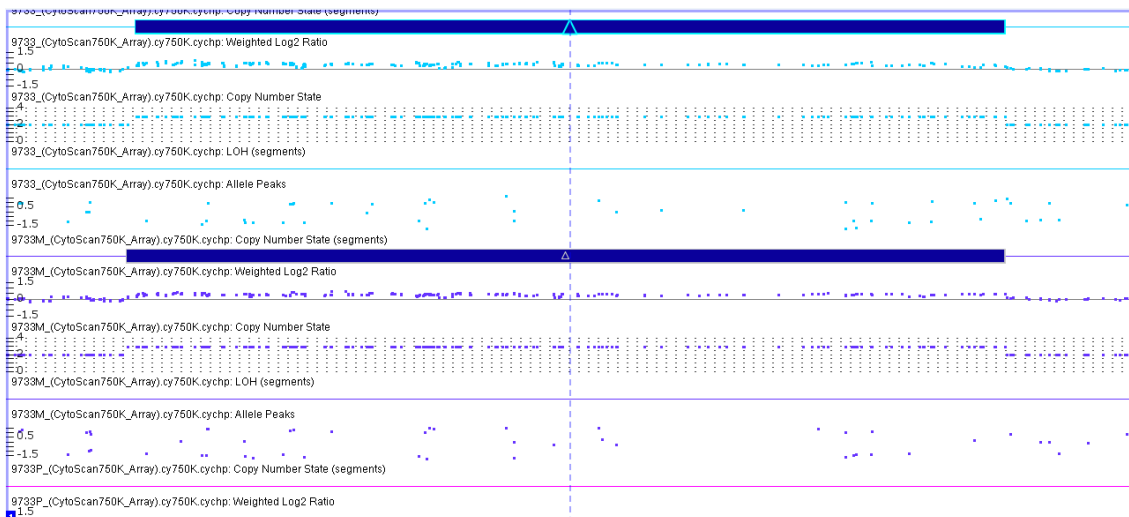 9733_(CytoScan750K_Array).cy750K.cychp: Copy Number State (segments)
9733_(CytoScan750K_Array).cy750K.cychp: Weighted Log2 Ratio
1.5
0
-1.5
9733_(CytoScan750K_Array).cy750K.cychp: Copy Number State
4
2
0
9733_(CytoScan750K_Array).cy750K.cychp: LOH (segments)
9733_(CytoScan750K_Array).cy750K.cychp: Allele Peaks
0.5
-1.5
9733M_(CytoScan750K_Array).cy750K.cychp: Copy Number State (segments)
9733M_(CytoScan750K_Array).cy750K.cychp: Weighted Log2 Ratio
1.5
0
-1.5
9733M_(CytoScan750K_Array).cy750K.cychp: Copy Number State
4
2
0
9733M_(CytoScan750K_Array).cy750K.cychp: LOH (segments)
9733M_(CytoScan750K_Array).cy750K.cychp: Allele Peaks
0.5
-1.5
9733P_(CytoScan750K_Array).cy750K.cychp: Copy Number State (segments)
9733P_(CytoScan750K_Array).cy750K.cychp: Weighted Log2 Ratio
1.5